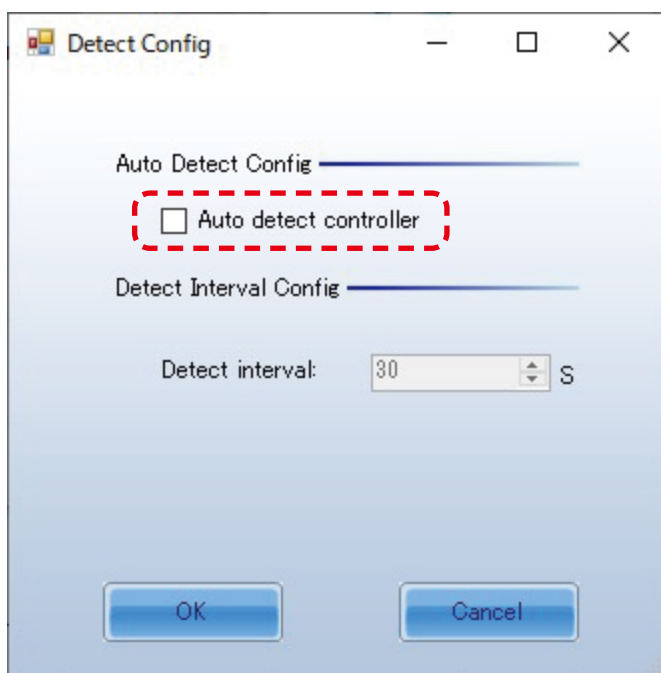 Detect Config
Auto Detect Config
Auto detect controller
Detect Interval Config
Detect interval: 30 S
OK Cancel